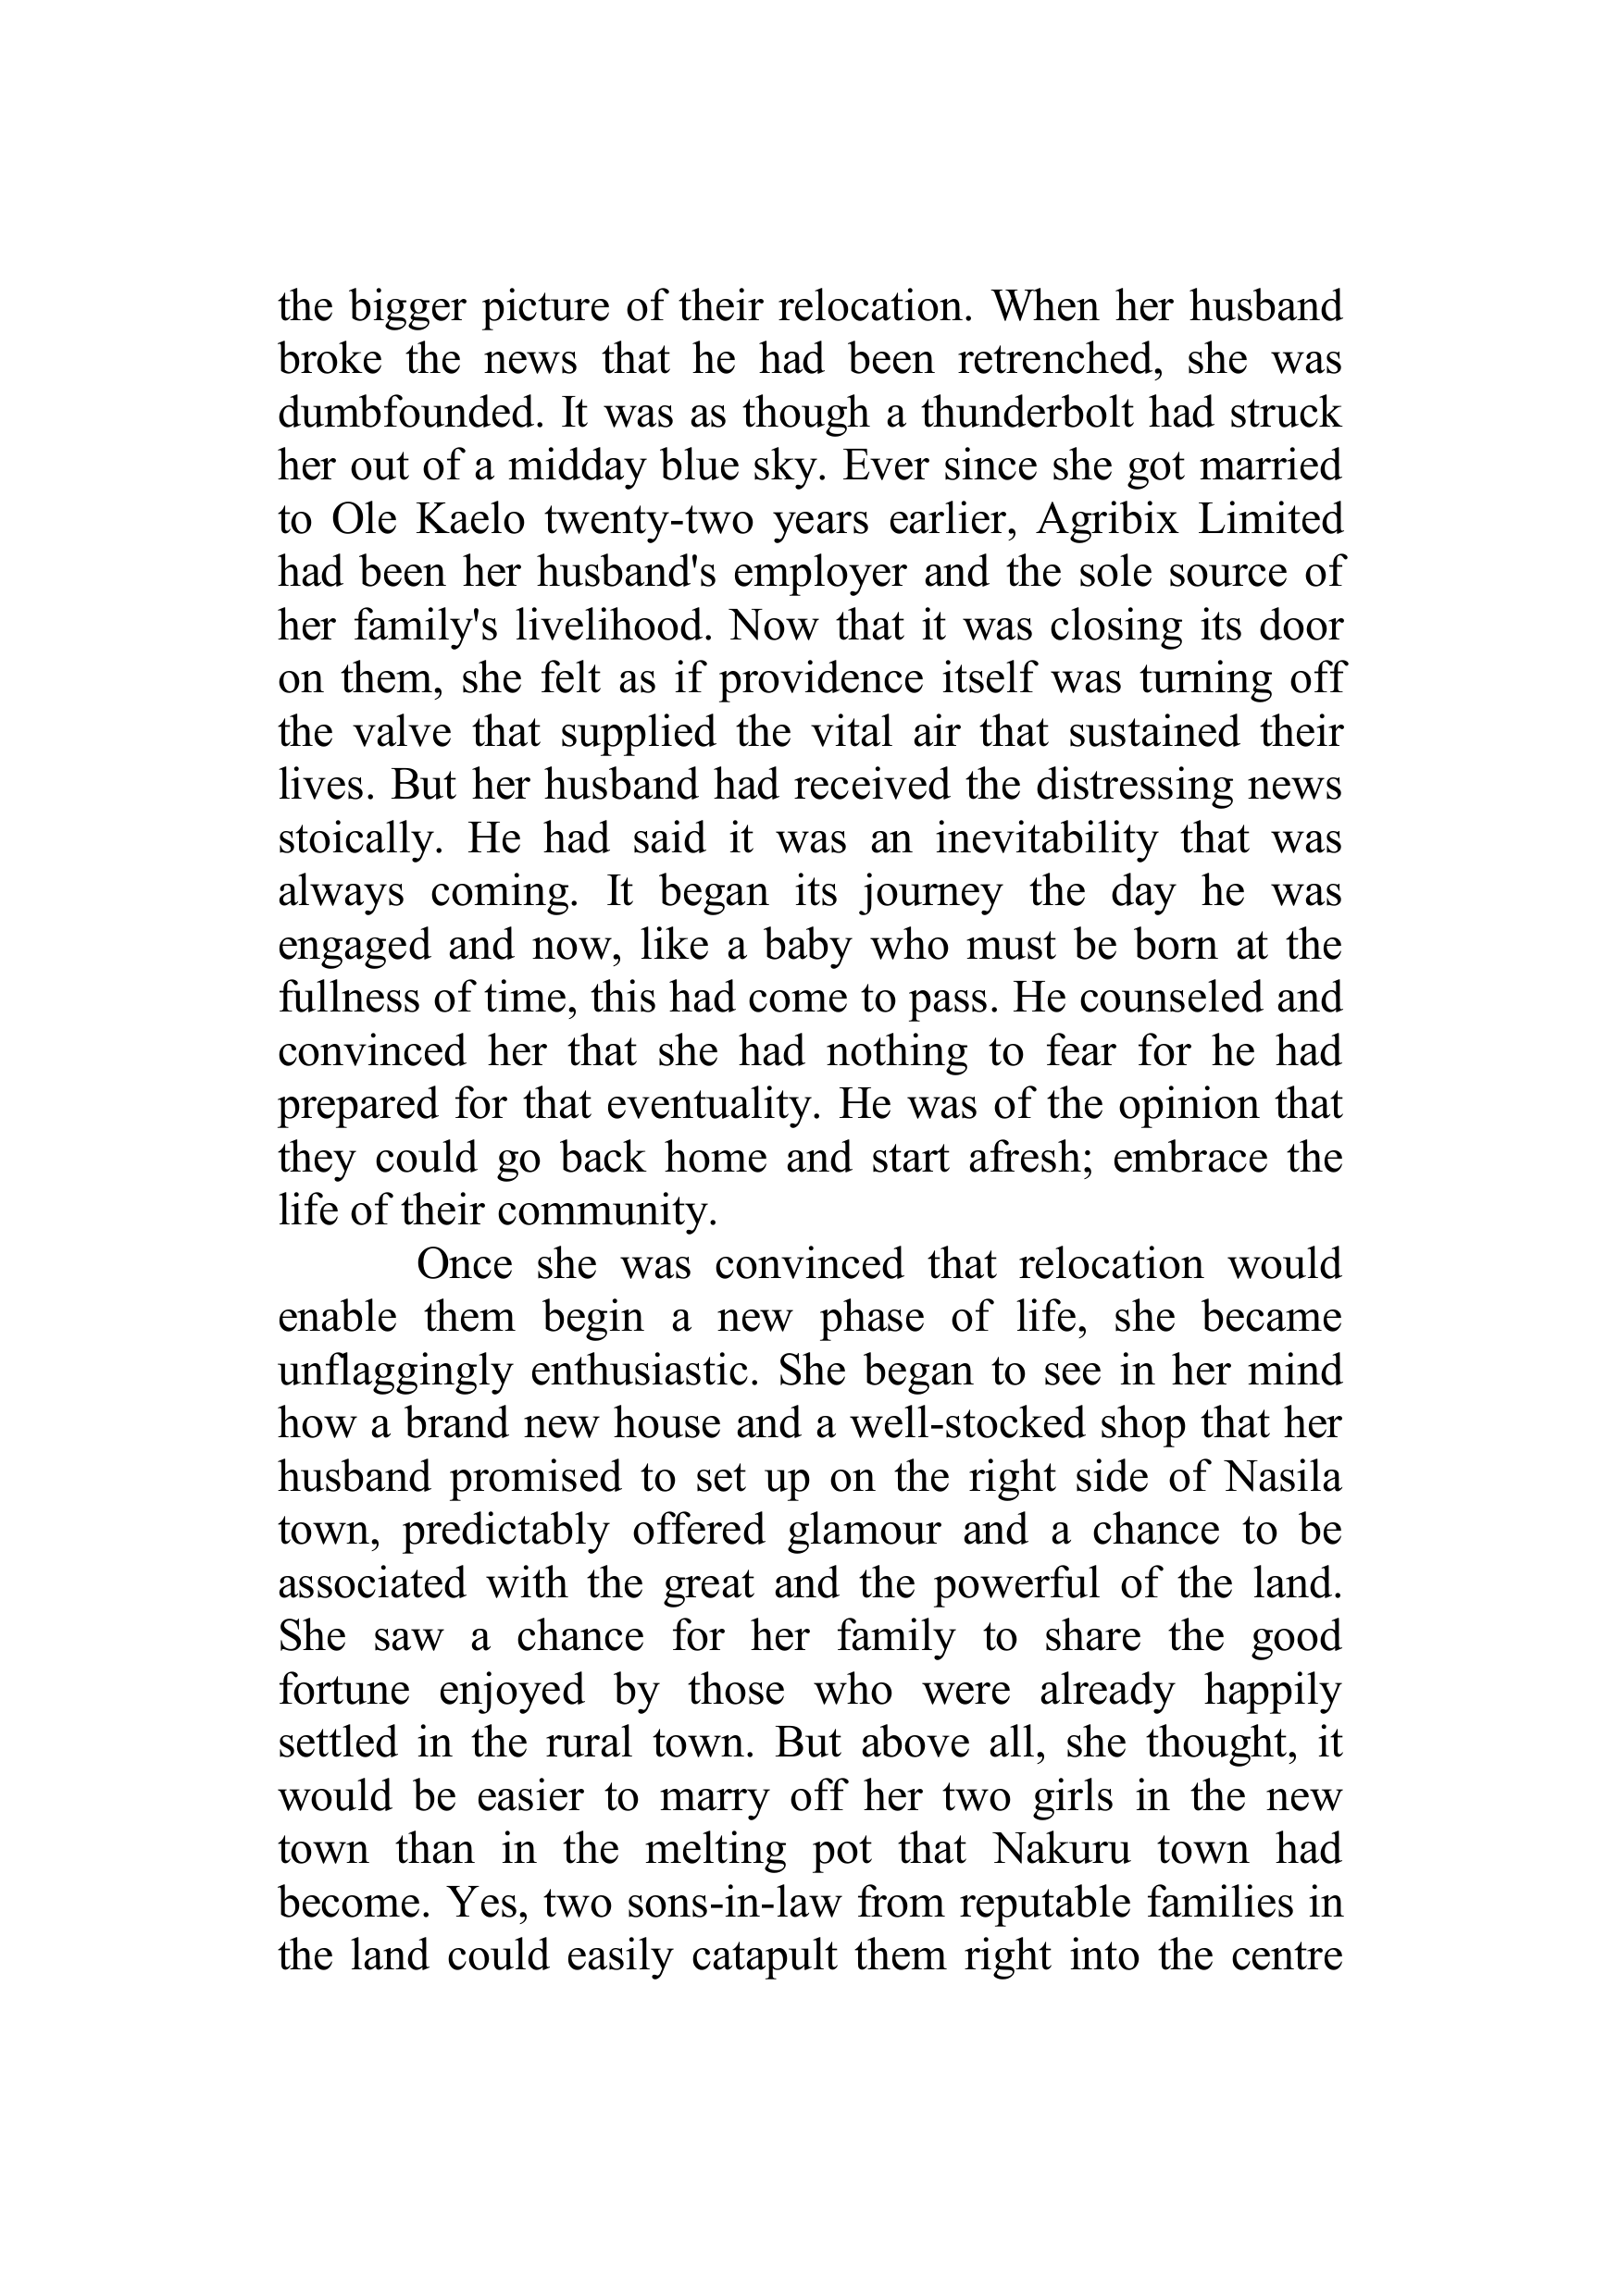 the bigger picture of their relocation. When her husband
broke the news that he had been retrenched, she was
dumbfounded. It was as though a thunderbolt had struck
her out of a midday blue sky. Ever since she got married
to Ole Kaelo twenty-two years earlier, Agribix Limited
had been her husband's employer and the sole source of
her family's livelihood. Now that it was closing its door
on them, she felt as if providence itself was turning off
the valve that supplied the vital air that sustained their
lives. But her husband had received the distressing news
stoically. He had said it was an inevitability that was
always coming. It began its journey the day he was
engaged and now, like a baby who must be born at the
fullness of time, this had come to pass. He counseled and
convinced her that she had nothing to fear for he had
prepared for that eventuality. He was of the opinion that
they could go back home and start afresh; embrace the
life of their community.
Once she was convinced that relocation would
enable them begin a new phase of life, she became
unflaggingly enthusiastic. She began to see in her mind
how a brand new house and a well-stocked shop that her
husband promised to set up on the right side of Nasila
town, predictably offered glamour and a chance to be
associated with the great and the powerful of the land.
She saw a chance for her family to share the good
fortune enjoyed by those who were already happily
settled in the rural town. But above all, she thought, it
would be easier to marry off her two girls in the new
town than in the melting pot that Nakuru town had
become. Yes, two sons-in-law from reputable families in
the land could easily catapult them right into the centre